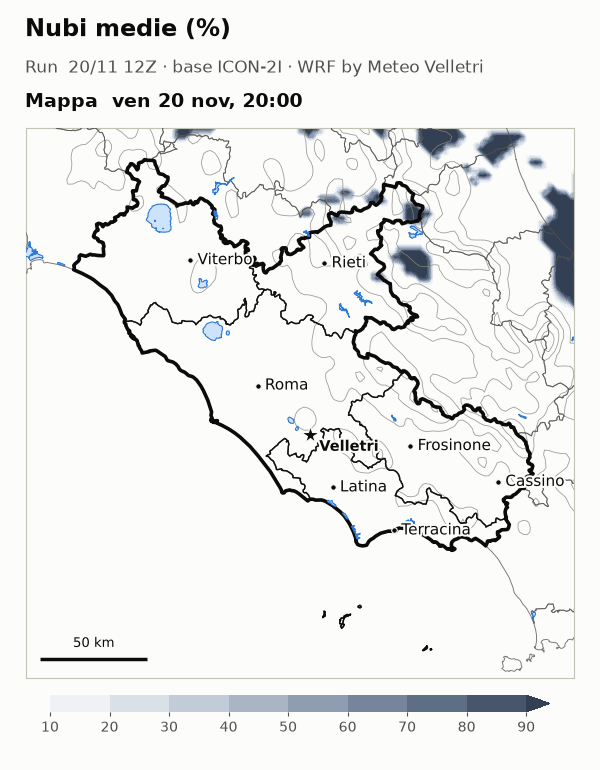 Nubi medie (%)
Run  20/11 12Z · base ICON-2I · WRF by Meteo Velletri
Mappa  ven 20 nov, 20:00
Viterbo
Rieti
Roma
Velletri
Frosinone
Latina
Cassino
Terracina
50 km
10 20 30 40 50 60 70 80 90